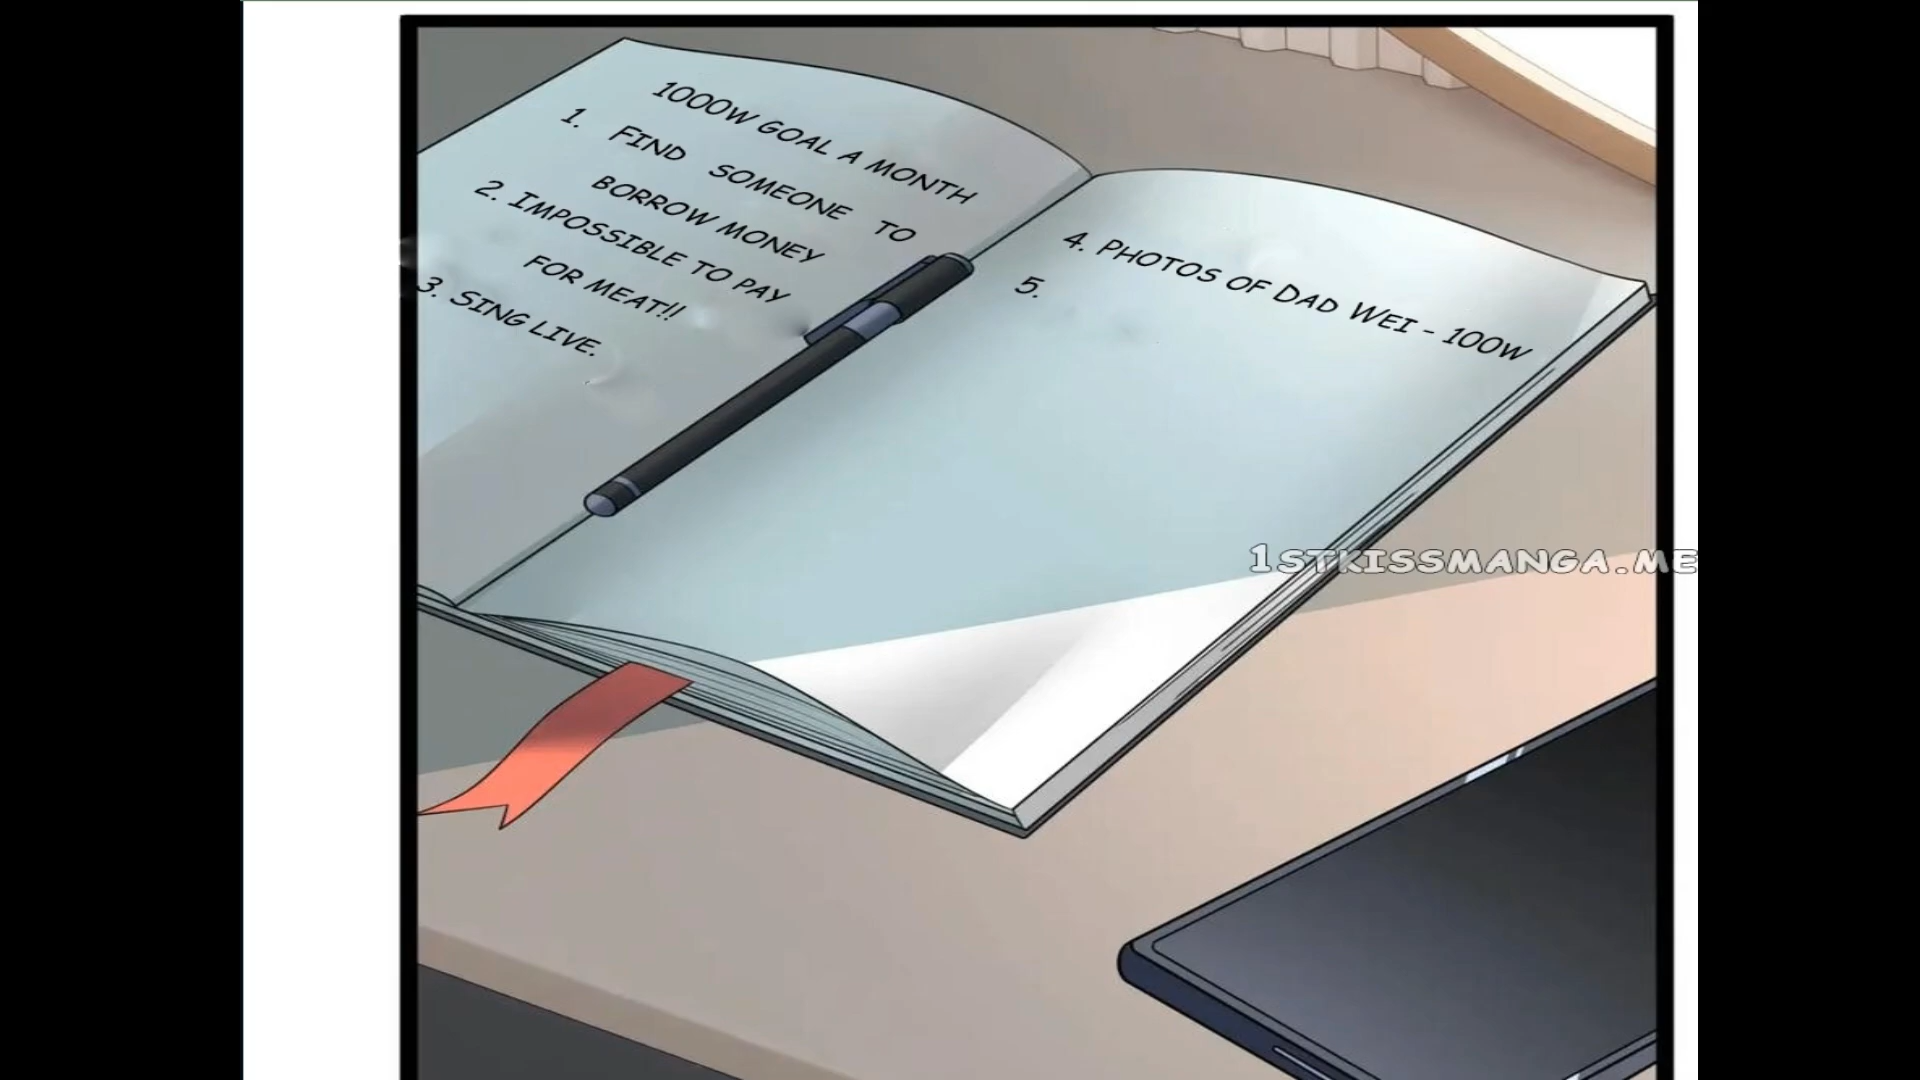 1000W GOAL A MONTH
1. FIND SOMEONE TO
BORROW MONEY
2. IMPOSSIBLE TO PAY
FOR MEAT!!
3. SING LIVE.
4. PHOTOS OF DAD WEI - 100W
5.
1STKISSMANGA.ME